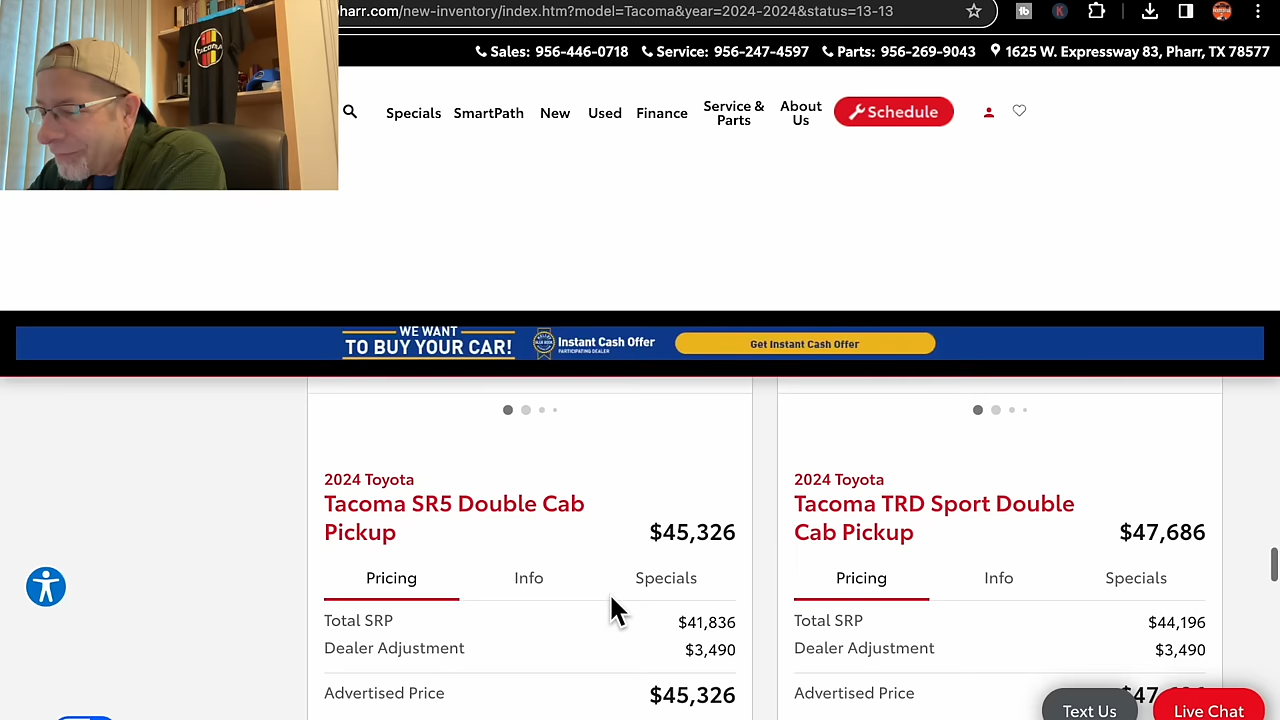 harr.com/new-inventory/index.htm?model=Tacoma&year=2024-2024&status=13-13
TACOMA
Sales: 956-446-0718 Service: 956-247-4597 Parts: 956-269-9043 1625 W. Expressway 83, Pharr, TX 78577
Specials SmartPath New Used Finance Service & Parts About Us Schedule
WE WANT
TO BUY YOUR CAR!
Instant Cash Offer
PARTICIPATING DEALER
Get Instant Cash Offer
2024 Toyota
Tacoma SR5 Double Cab
Pickup $45,326
Pricing Info Specials
Total SRP $41,836
Dealer Adjustment $3,490
Advertised Price $45,326
2024 Toyota
Tacoma TRD Sport Double
Cab Pickup $47,686
Pricing Info Specials
Total SRP $44,196
Dealer Adjustment $3,490
Advertised Price
Text Us
Live Chat